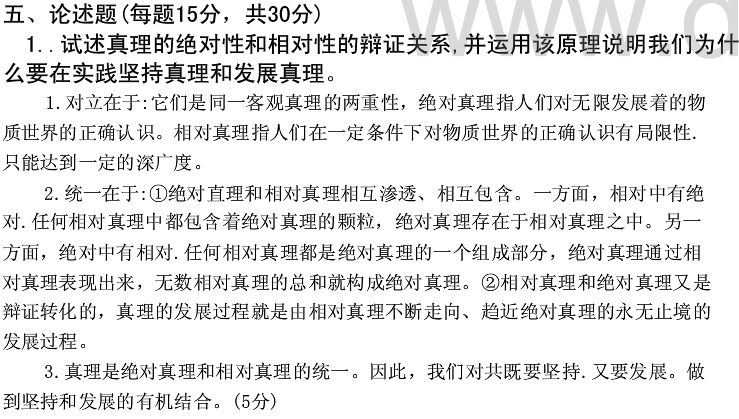 www.g
五、论述题(每题15分，共30分)
1..试述真理的绝对性和相对性的辩证关系,并运用该原理说明我们为什
么要在实践坚持真理和发展真理。
1.对立在于:它们是同一客观真理的两重性，绝对真理指人们对无限发展着的物
质世界的正确认识。相对真理指人们在一定条件下对物质世界的正确认识有局限性.
只能达到一定的深广度。
2.统一在于:①绝对直理和相对真理相互渗透、相互包含。一方面，相对中有绝
对.任何相对真理中都包含着绝对真理的颗粒，绝对真理存在于相对真理之中。另一
方面，绝对中有相对.任何相对真理都是绝对真理的一个组成部分，绝对真理通过相
对真理表现出来，无数相对真理的总和就构成绝对真理。②相对真理和绝对真理又是
辩证转化的，真理的发展过程就是由相对真理不断走向、趋近绝对真理的永无止境的
发展过程。
3.真理是绝对真理和相对真理的统一。因此，我们对共既要坚持.又要发展。做
到坚持和发展的有机结合。(5分)